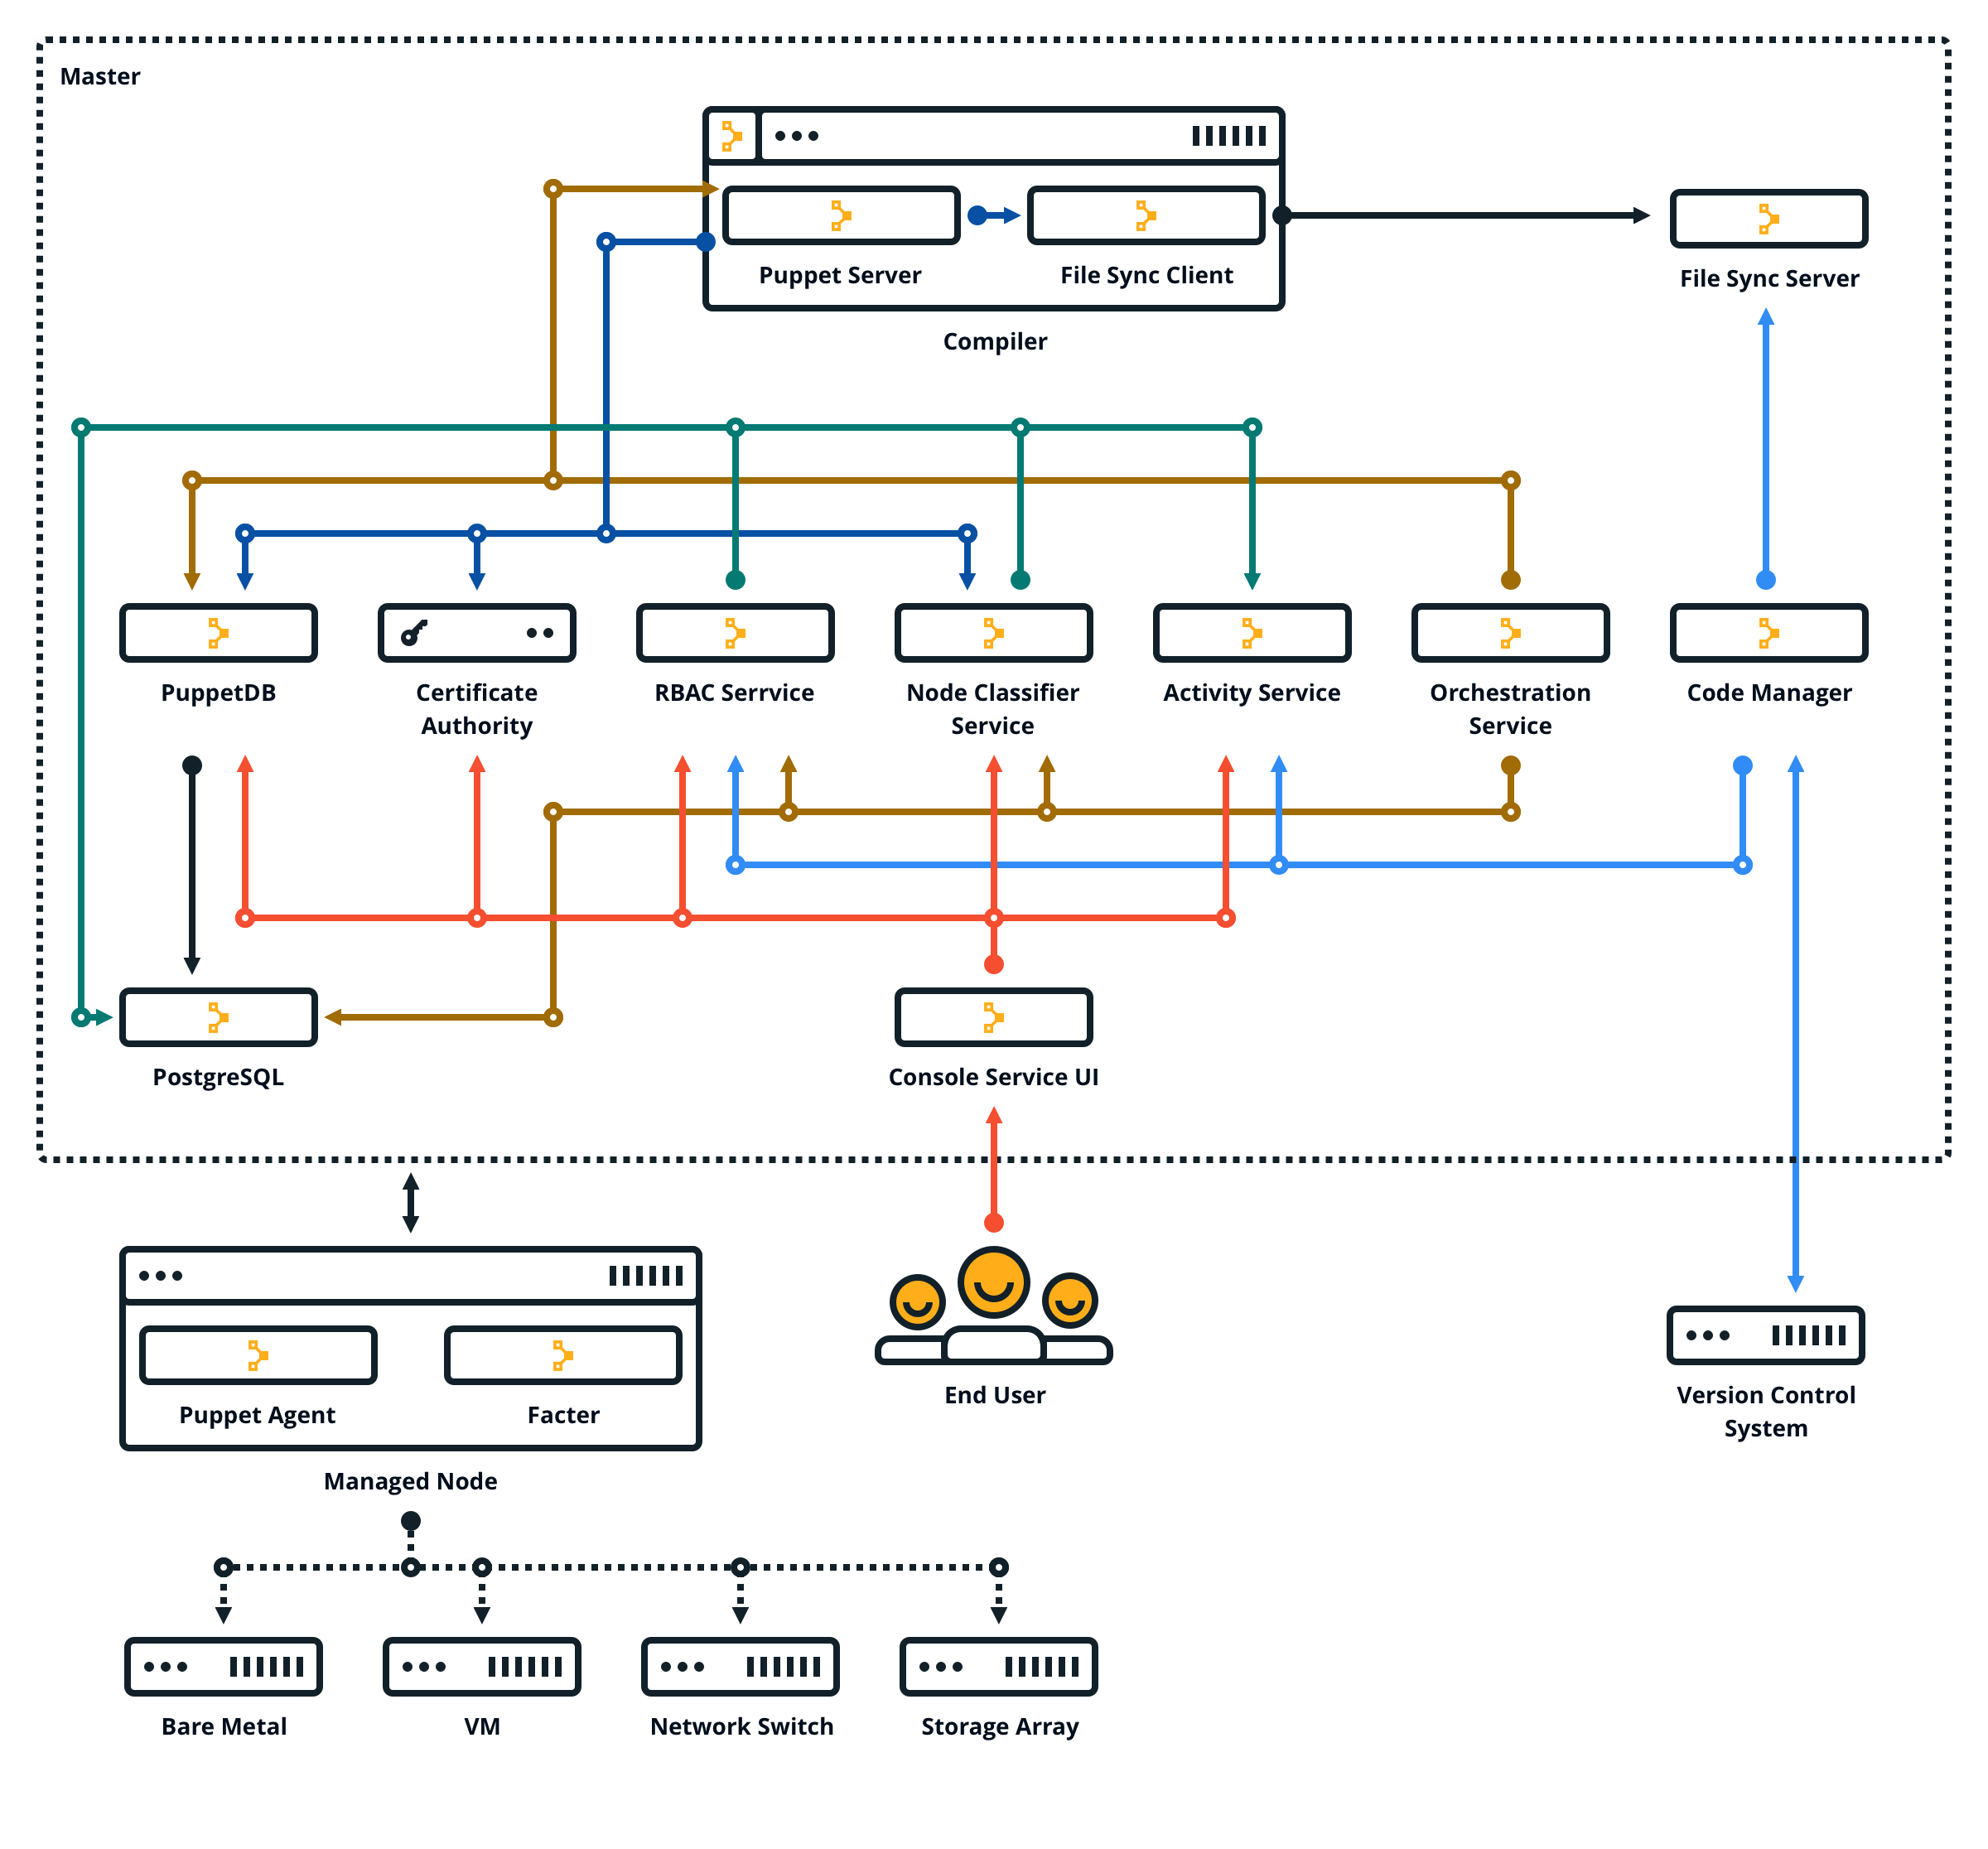 Master
Puppet Server
File Sync Client
File Sync Server
Compiler
PuppetDB
Certificate
Authority
RBAC Serrvice
Node Classifier
Service
Activity Service
Orchestration
Service
Code Manager
PostgreSQL
Console Service UI
Puppet Agent
Facter
Managed Node
End User
Version Control
System
Bare Metal
VM
Network Switch
Storage Array